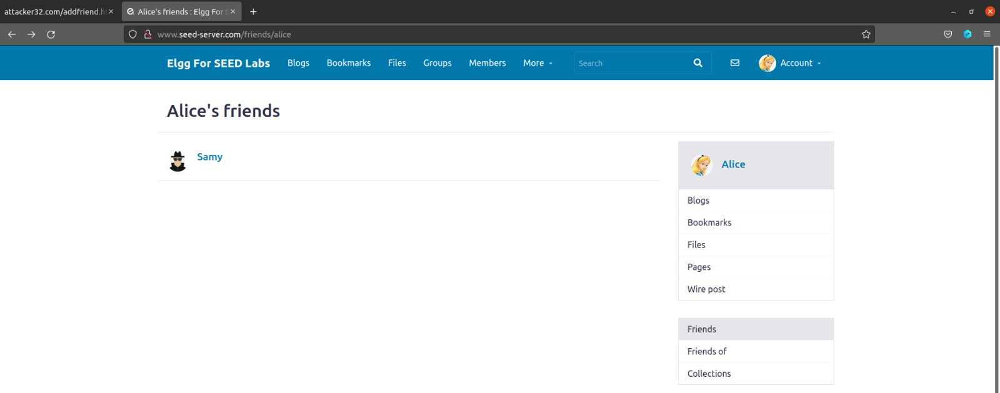 attacker32.com/addfriend.h
Alice's friends : Elgg For S
www.seed-server.com/friends/alice
Elgg For SEED Labs Blogs Bookmarks Files Groups Members More Search Account
Alice's friends
Samy
Alice
Blogs
Bookmarks
Files
Pages
Wire post
Friends
Friends of
Collections